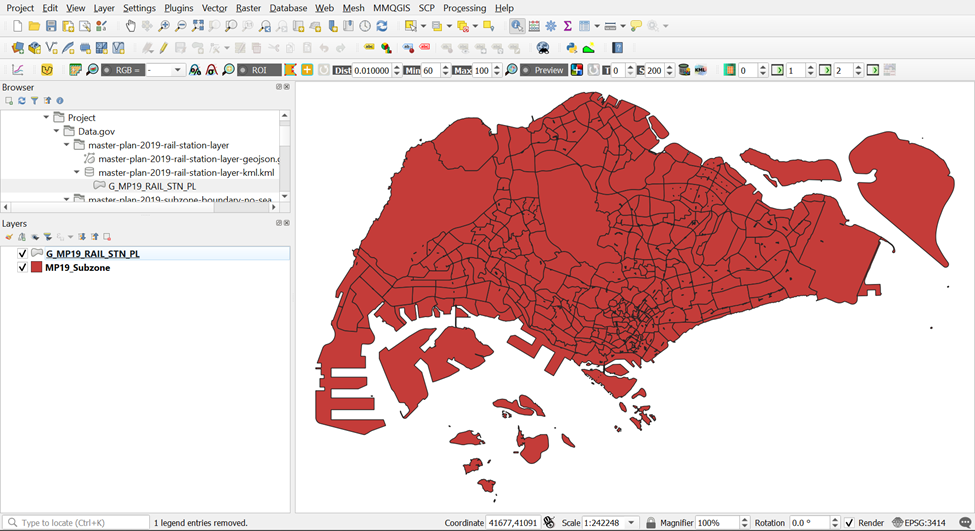 Project Edit View Layer Settings Plugins Vector Raster Database Web Mesh MMQGIS SCP Processing Help
RGB = - ROI Dist 0.010000 Min 60 Max 100 Preview T 0 S 200 KML 0 1 2
Browser
Project
Data.gov
master-plan-2019-rail-station-layer
master-plan-2019-rail-station-layer-geojson.g
master-plan-2019-rail-station-layer-kml.kml
G_MP19_RAIL_STN_PL
master-plan-2019-subzone-boundary-no-sea
Layers
G_MP19_RAIL_STN_PL
MP19_Subzone
Type to locate (Ctrl+K) 1 legend entries removed. Coordinate 41677,41091 Scale 1:242248 Magnifier 100% Rotation 0.0 ° Render EPSG:3414